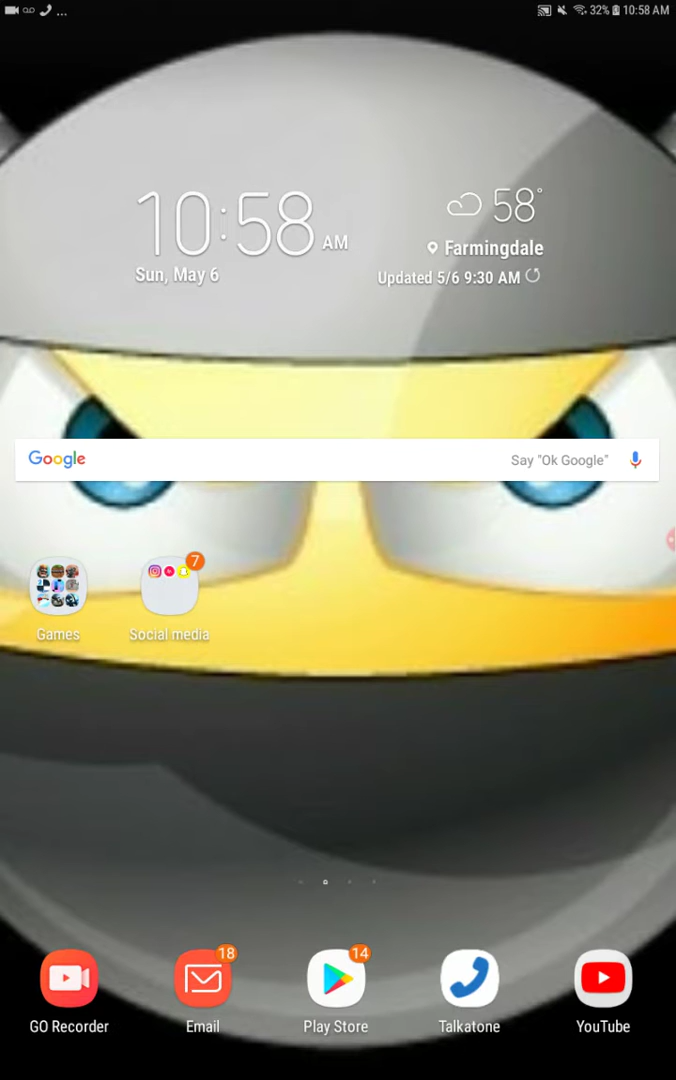 32% 10:58 AM
10:58 AM
Sun, May 6
58°
Farmingdale
Updated 5/6 9:30 AM
Google Say "Ok Google"
7
Games
Social media
18
14
GO Recorder
Email
Play Store
Talkatone
YouTube